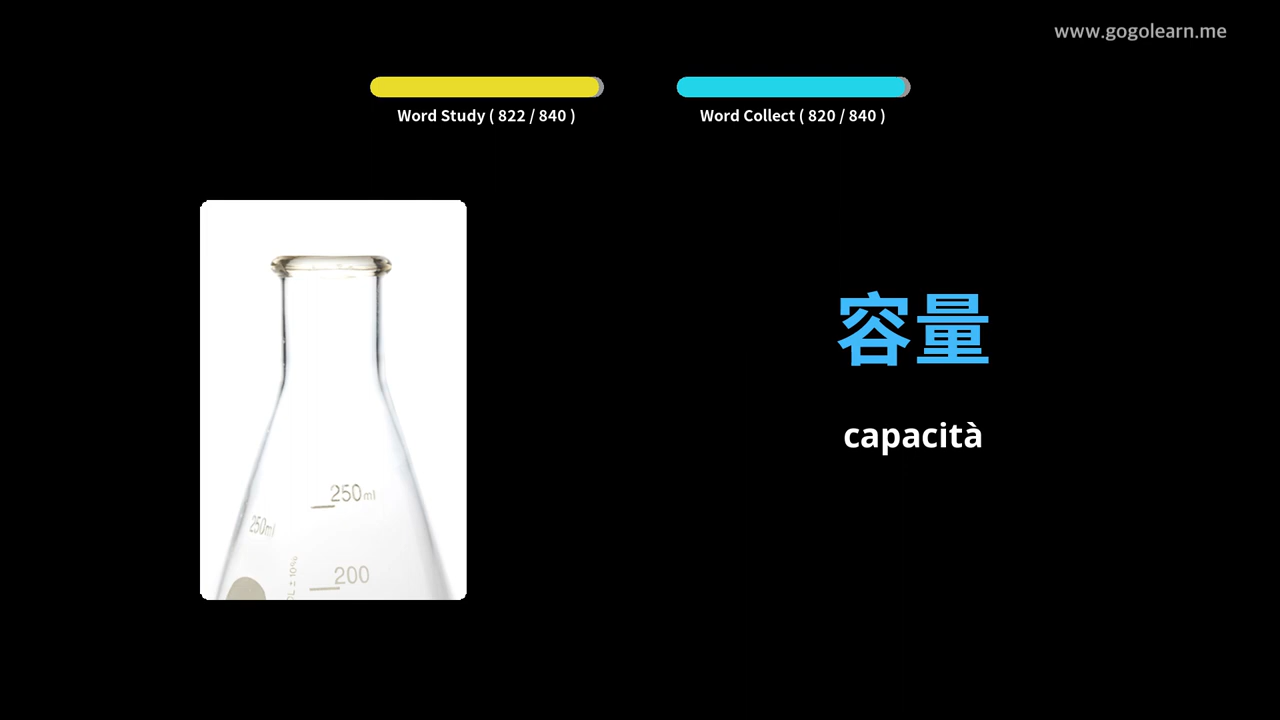 www.gogolearn.me
Word Study ( 822 / 840 )
Word Collect ( 820 / 840 )
容量
capacità
250ml
250ml
200